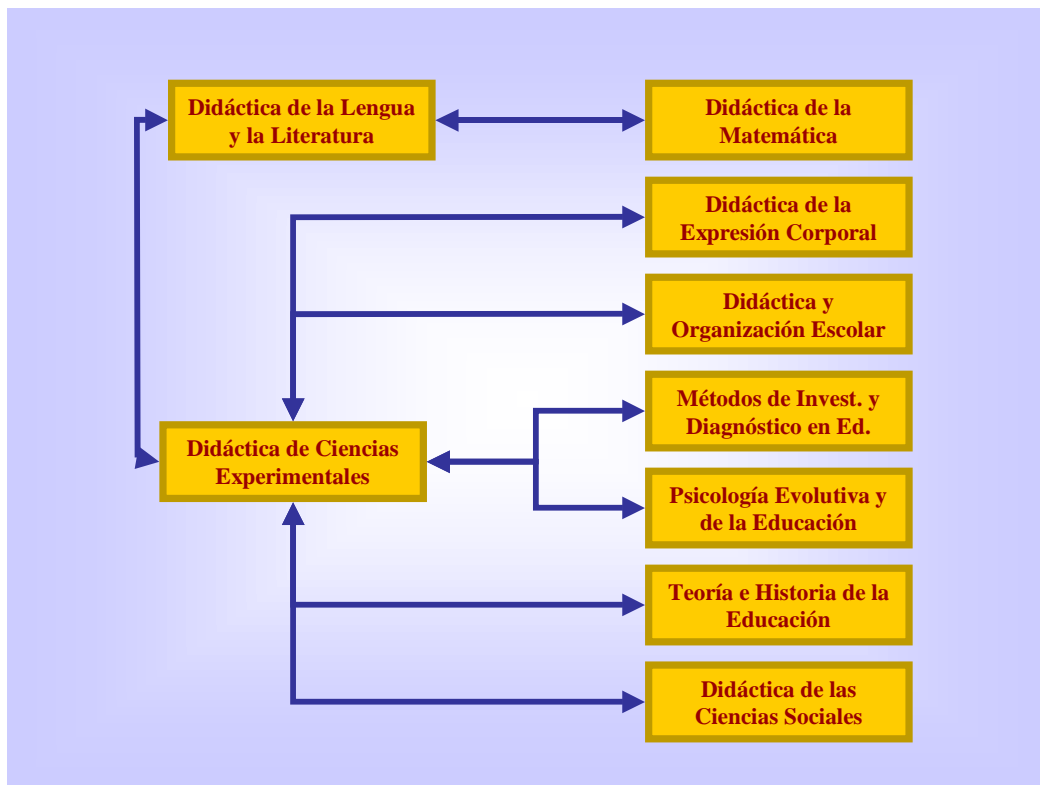 Didáctica de la Lengua
y la Literatura
Didáctica de la
Matemática
Didáctica de la
Expresión Corporal
Didáctica y
Organización Escolar
Métodos de Invest. y
Diagnóstico en Ed.
Didáctica de Ciencias
Experimentales
Psicología Evolutiva y
de la Educación
Teoría e Historia de la
Educación
Didáctica de las
Ciencias Sociales